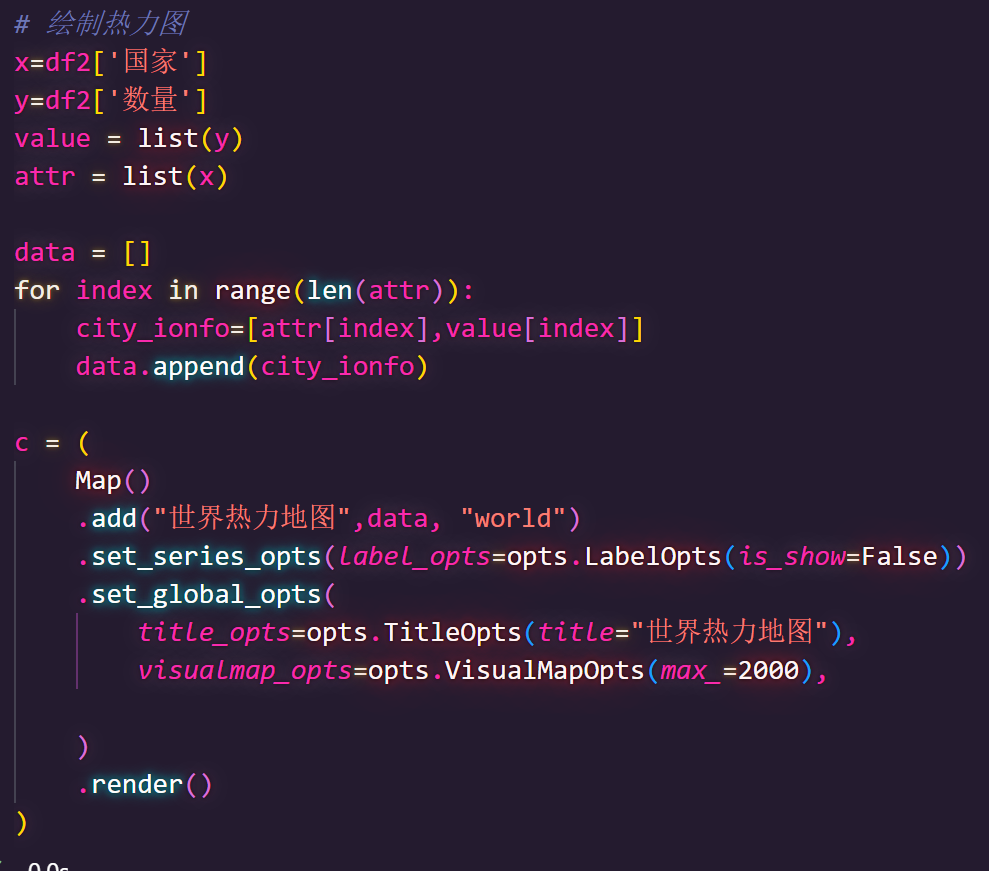 # 绘制热力图
x=df2['国家']
y=df2['数量']
value = list(y)
attr = list(x)
data = []
for index in range(len(attr)):
    city_ionfo=[attr[index],value[index]]
    data.append(city_ionfo)
c = (
    Map()
    .add("世界热力地图",data, "world")
    .set_series_opts(label_opts=opts.LabelOpts(is_show=False))
    .set_global_opts(
        title_opts=opts.TitleOpts(title="世界热力地图"),
        visualmap_opts=opts.VisualMapOpts(max_=2000),
    )
    .render()
)